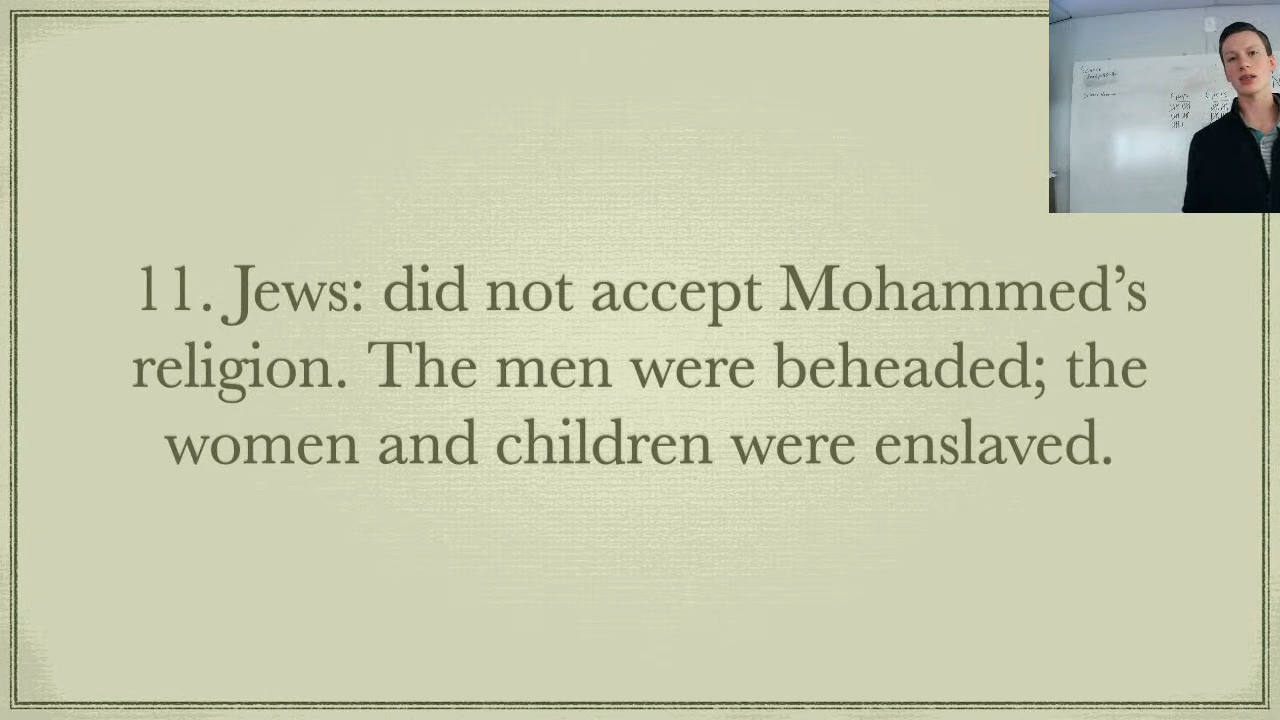 11. Jews: did not accept Mohammed’s
religion. The men were beheaded; the
women and children were enslaved.